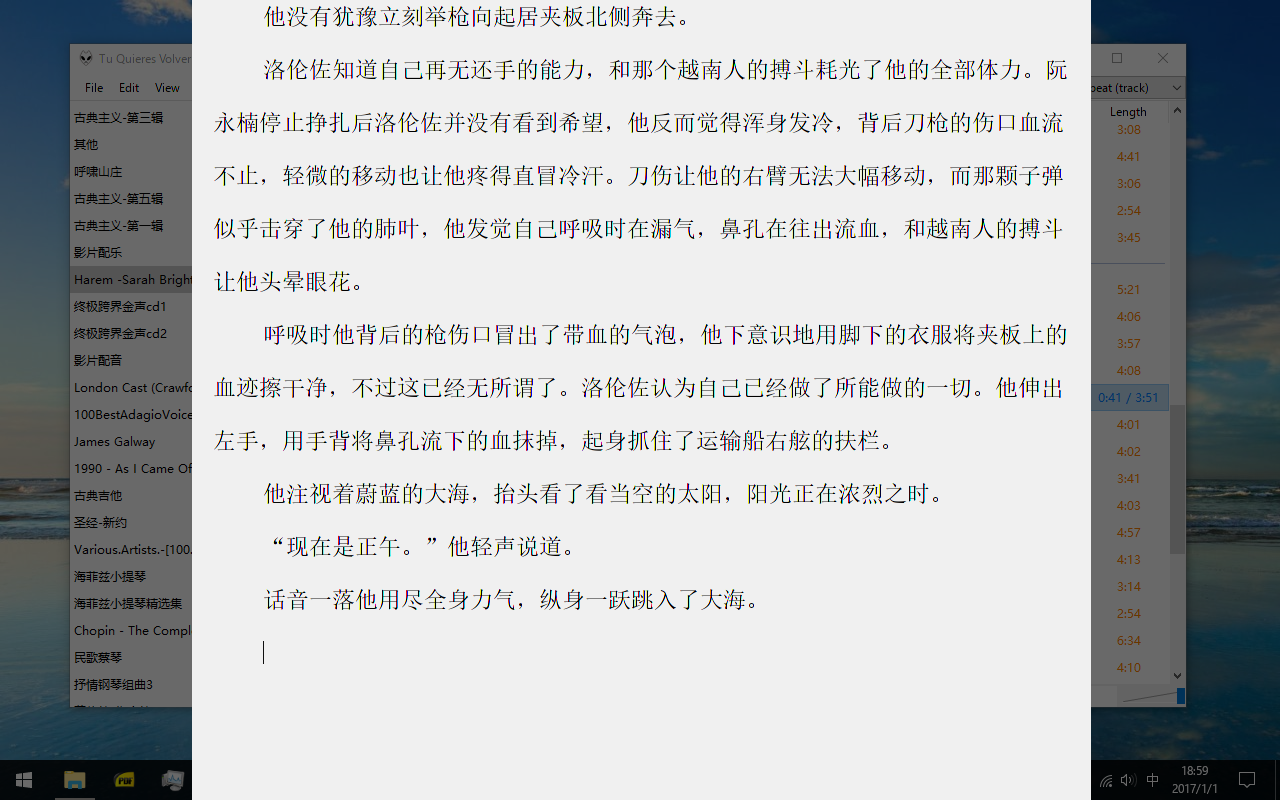 他没有犹豫立刻举枪向起居夹板北侧奔去。
洛伦佐知道自己再无还手的能力，和那个越南人的搏斗耗光了他的全部体力。阮
永楠停止挣扎后洛伦佐并没有看到希望，他反而觉得浑身发冷，背后刀枪的伤口血流
不止，轻微的移动也让他疼得直冒冷汗。刀伤让他的右臂无法大幅移动，而那颗子弹
似乎击穿了他的肺叶，他发觉自己呼吸时在漏气，鼻孔在往出流血，和越南人的搏斗
让他头晕眼花。
呼吸时他背后的枪伤口冒出了带血的气泡，他下意识地用脚下的衣服将夹板上的
血迹擦干净，不过这已经无所谓了。洛伦佐认为自己已经做了所能做的一切。他伸出
左手，用手背将鼻孔流下的血抹掉，起身抓住了运输船右舷的扶栏。
他注视着蔚蓝的大海，抬头看了看当空的太阳，阳光正在浓烈之时。
“现在是正午。”他轻声说道。
话音一落他用尽全身力气，纵身一跃跳入了大海。
Tu Quieres Volver
File Edit View
古典主义-第三辑
其他
呼啸山庄
古典主义-第五辑
古典主义-第一辑
影片配乐
Harem -Sarah Bright
终极跨界金声cd1
终极跨界金声cd2
影片配音
London Cast (Crawfo
100BestAdagioVoice
James Galway
1990 - As I Came Of
古典吉他
圣经-新约
Various.Artists.-[100.
海菲兹小提琴
海菲兹小提琴精选集
Chopin - The Compl
民歌蔡琴
抒情钢琴组曲3
peat (track)
Length
3:08
4:41
3:06
2:54
3:45
5:21
4:06
3:57
4:08
0:41 / 3:51
4:01
4:02
3:41
4:03
4:57
4:13
3:14
2:54
6:34
4:10
PDF
中
18:59
2017/1/1